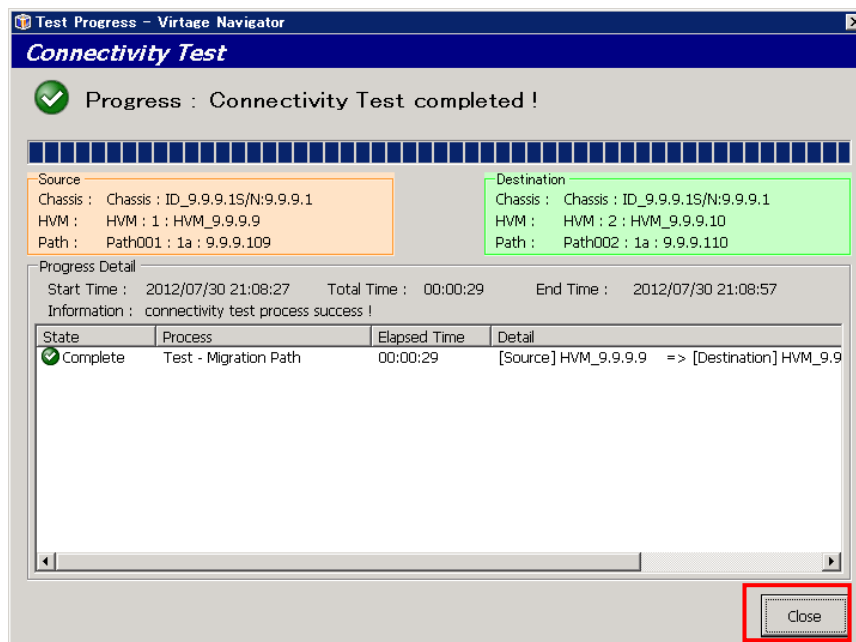 Test Progress - Virtage Navigator
Connectivity Test
Progress : Connectivity Test completed !
Source
Chassis : Chassis : ID_9.9.9.1S/N:9.9.9.1
HVM : HVM : 1 : HVM_9.9.9.9
Path : Path001 : 1a : 9.9.9.109
Destination
Chassis : Chassis : ID_9.9.9.1S/N:9.9.9.1
HVM : HVM : 2 : HVM_9.9.9.10
Path : Path002 : 1a : 9.9.9.110
Progress Detail
Start Time : 2012/07/30 21:08:27 Total Time : 00:00:29 End Time : 2012/07/30 21:08:57
Information : connectivity test process success !
State Process Elapsed Time Detail
Complete Test - Migration Path 00:00:29 [Source] HVM_9.9.9.9 => [Destination] HVM_9.9
Close